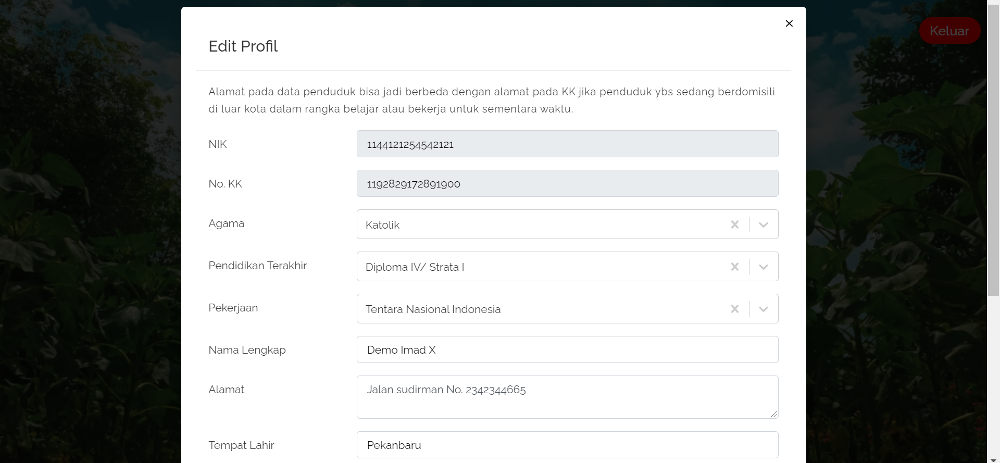 Keluar
Edit Profil
Alamat pada data penduduk bisa jadi berbeda dengan alamat pada KK jika penduduk ybs sedang berdomisili
di luar kota dalam rangka belajar atau bekerja untuk sementara waktu.
NIK
1144121254542121
No. KK
1192829172891900
Agama
Katolik
Pendidikan Terakhir
Diploma IV/ Strata I
Pekerjaan
Tentara Nasional Indonesia
Nama Lengkap
Demo Imad X
Alamat
Jalan sudirman No. 2342344665
Tempat Lahir
Pekanbaru